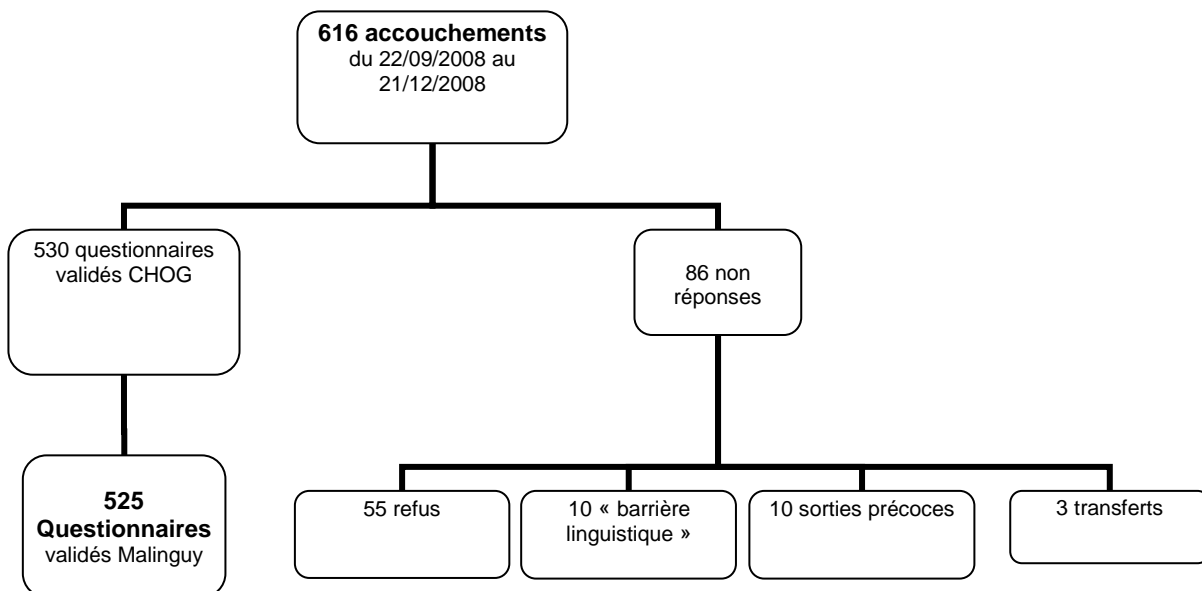 616 accouchements
du 22/09/2008 au
21/12/2008
530 questionnaires
validés CHOG
86 non
réponses
525
Questionnaires
validés Malinguy
55 refus
10 « barrière
linguistique »
10 sorties précoces
3 transferts